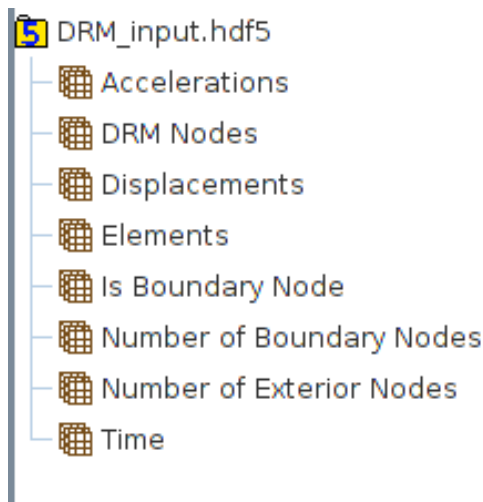 5 DRM_input.hdf5
Accelerations
DRM Nodes
Displacements
Elements
Is Boundary Node
Number of Boundary Nodes
Number of Exterior Nodes
Time